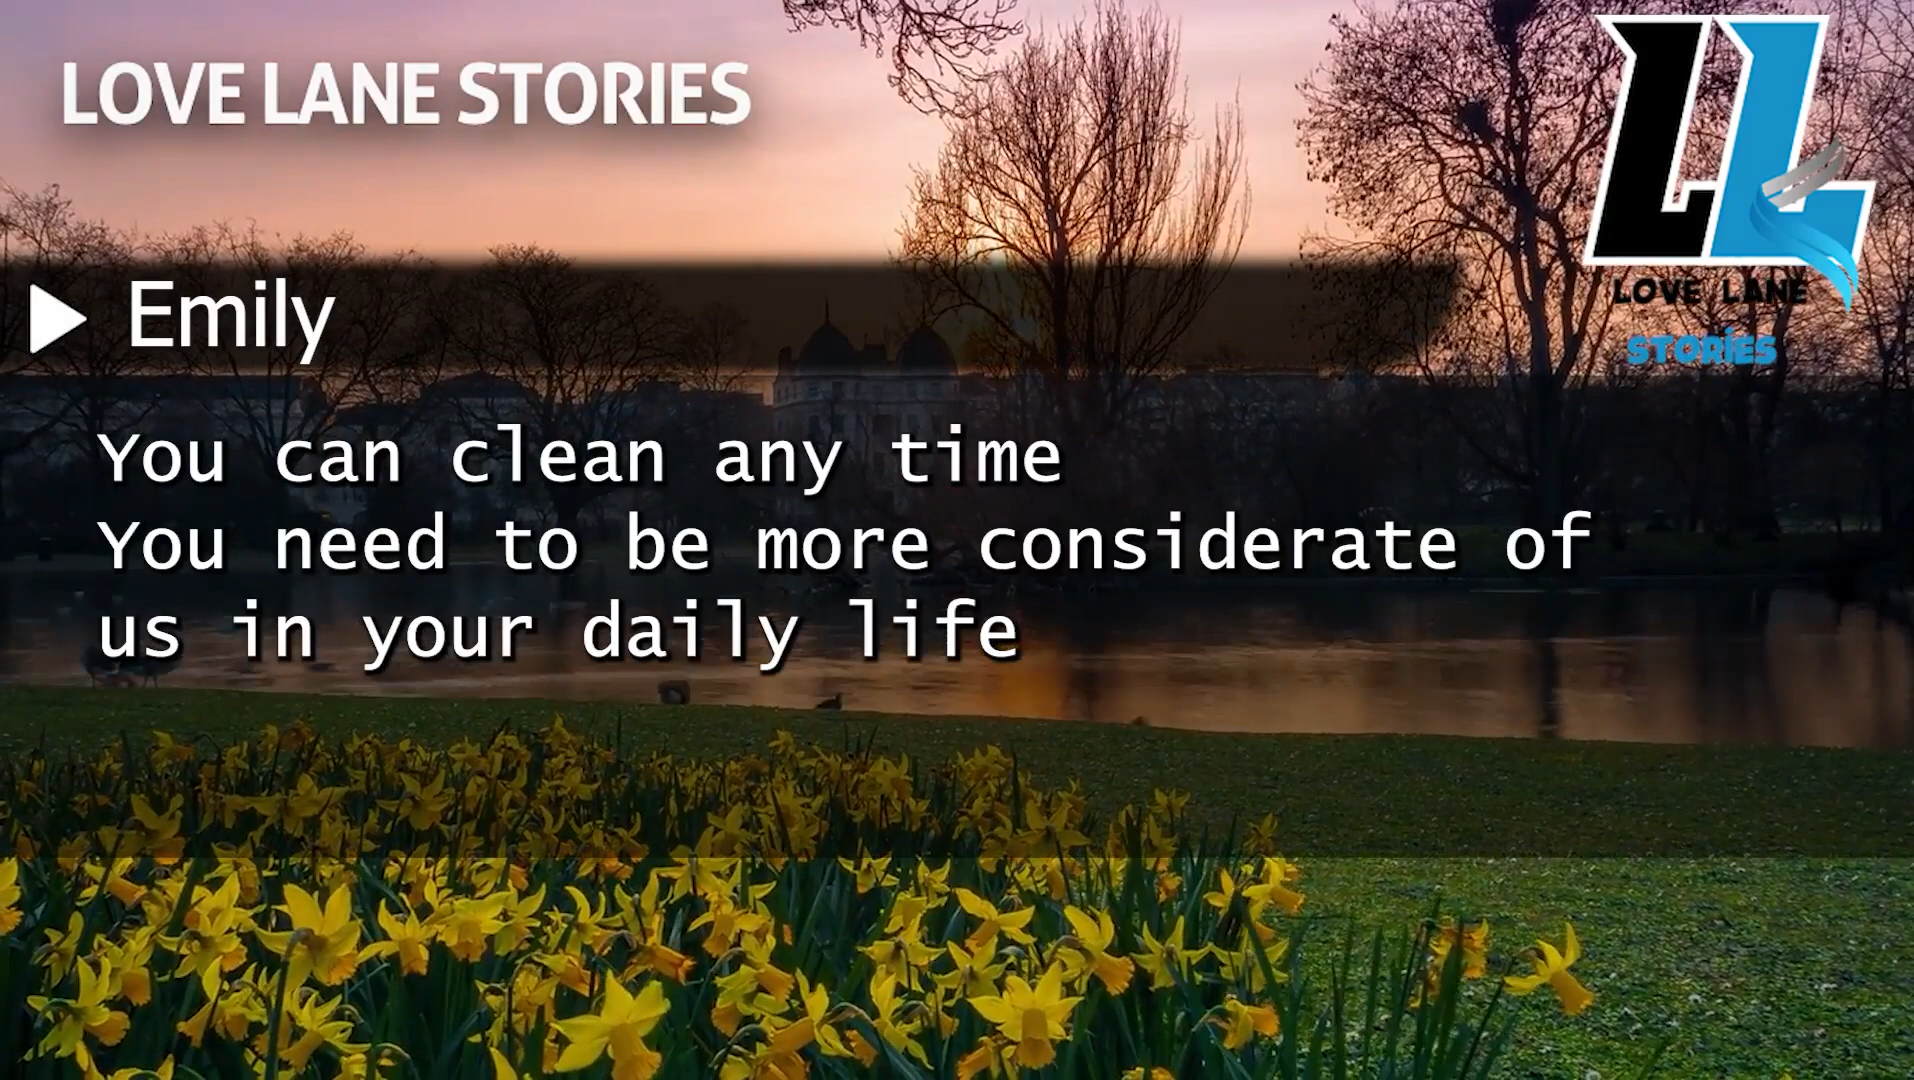 LOVE LANE STORIES
LL
LOVE LANE
STORIES
Emily
You can clean any time
You need to be more considerate of
us in your daily life